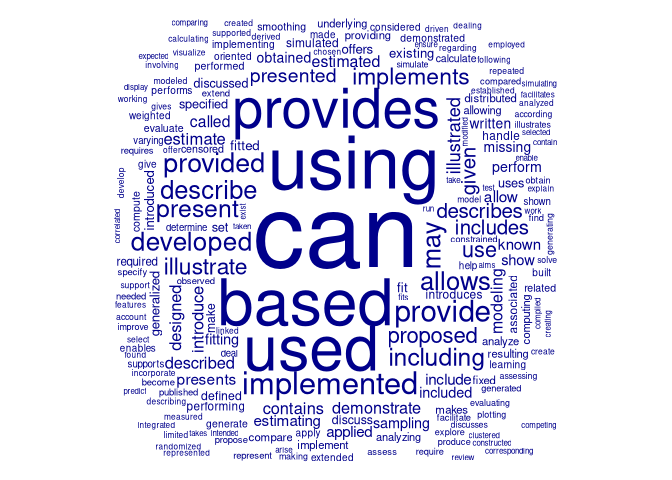 comparing created smoothing underlying considered driven dealing
calculating supported derived made providing demonstrated ensure regarding employed
implementing simulated chosen offers existing calculate following
expected visualize oriented obtained estimated simulate repeated
involving modeled performed presented implements compared simulating
display performs discussed extend established facilitates
working gives specified provides distributed analyzed
weighted called allowing according
evaluate estimate written illustrates
varying censored fitted using illustrated modified handle selected
requires offer given missing contain
give provided take perform enable
develop introduced describe test uses obtain
compute exist model allow explain
correlated present can run describes shown
determine set taken may includes work find
developed constrained use known generating
required illustrate help aims show solve
specify observed allows built
support generalized based fit introduces modeling associated related
needed designed introduce make fits provide computing compiled creating
features linked
account used proposed
improve fitting analyze
select deal including resulting create
enables described learning
found supports
incorporate presents implemented include fixed assessing
become included generated
predict published defined
describing performing contains demonstrate makes evaluating
measured facilitate plotting
integrated generate estimating discuss sampling discusses competing
limited takes intended apply applied analyzing explore clustered
randomized propose compare implement produce constructed
represented arise assess require corresponding
represent making extended review